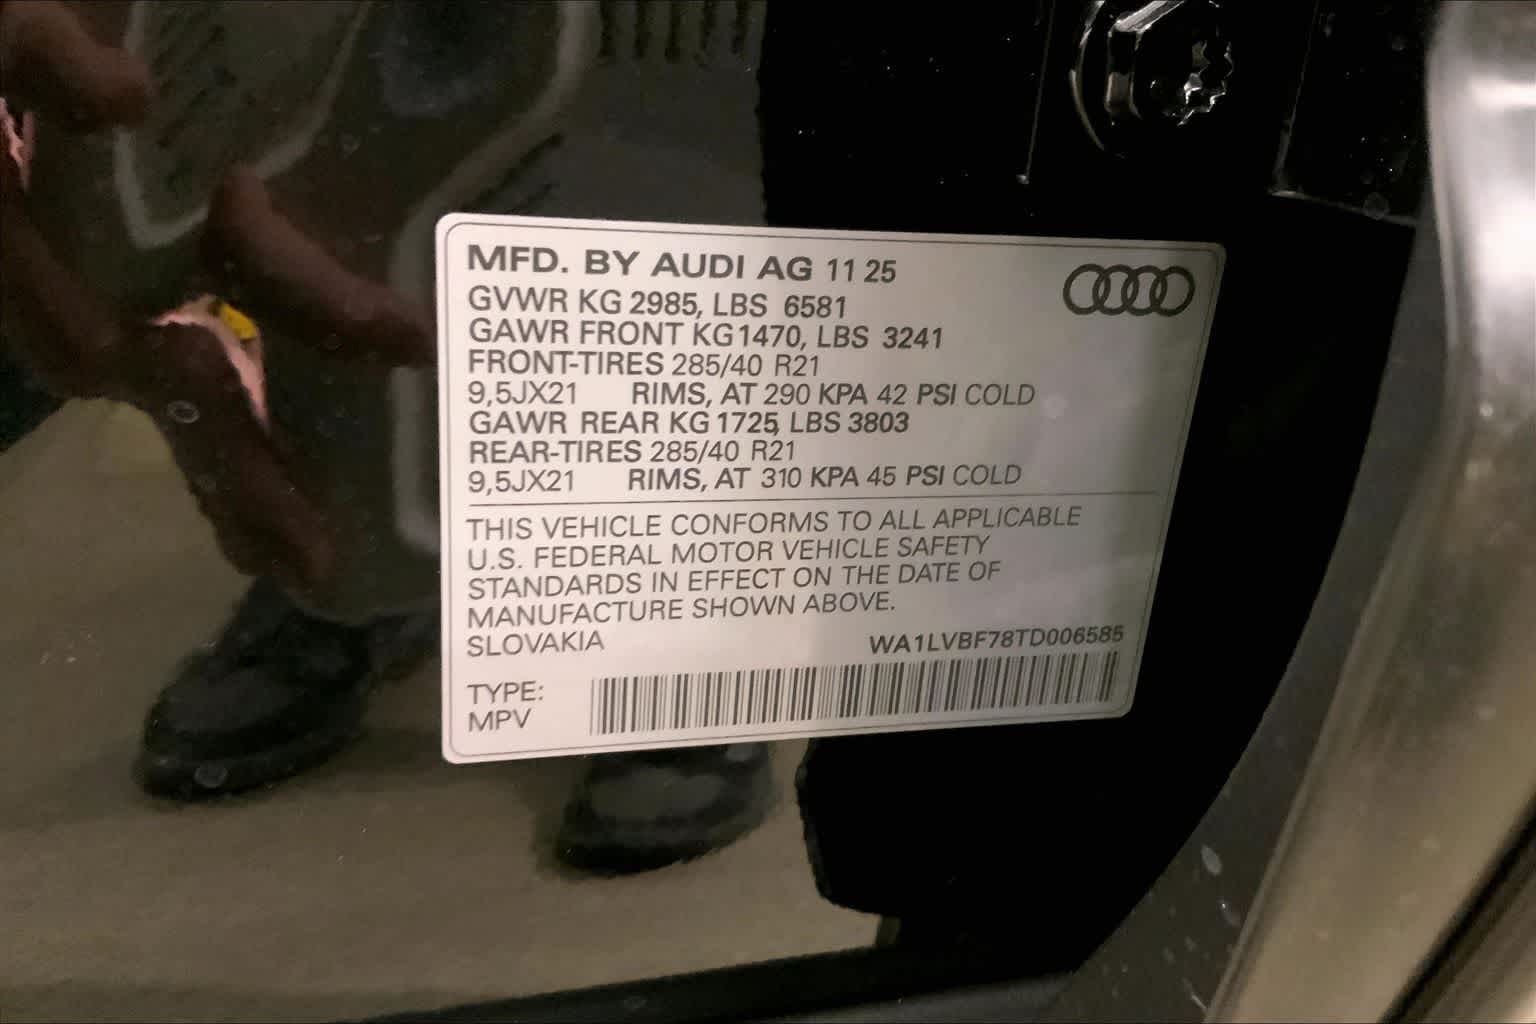 MFD. BY AUDI AG 11 25
GVWR KG 2985, LBS 6581
GAWR FRONT KG 1470, LBS 3241
FRONT-TIRES 285/40 R21
9,5JX21 RIMS, AT 290 KPA 42 PSI COLD
GAWR REAR KG 1725, LBS 3803
REAR-TIRES 285/40 R21
9,5JX21 RIMS, AT 310 KPA 45 PSI COLD
THIS VEHICLE CONFORMS TO ALL APPLICABLE
U.S. FEDERAL MOTOR VEHICLE SAFETY
STANDARDS IN EFFECT ON THE DATE OF
MANUFACTURE SHOWN ABOVE.
SLOVAKIA WA1LVBF78TD006585
TYPE:
MPV